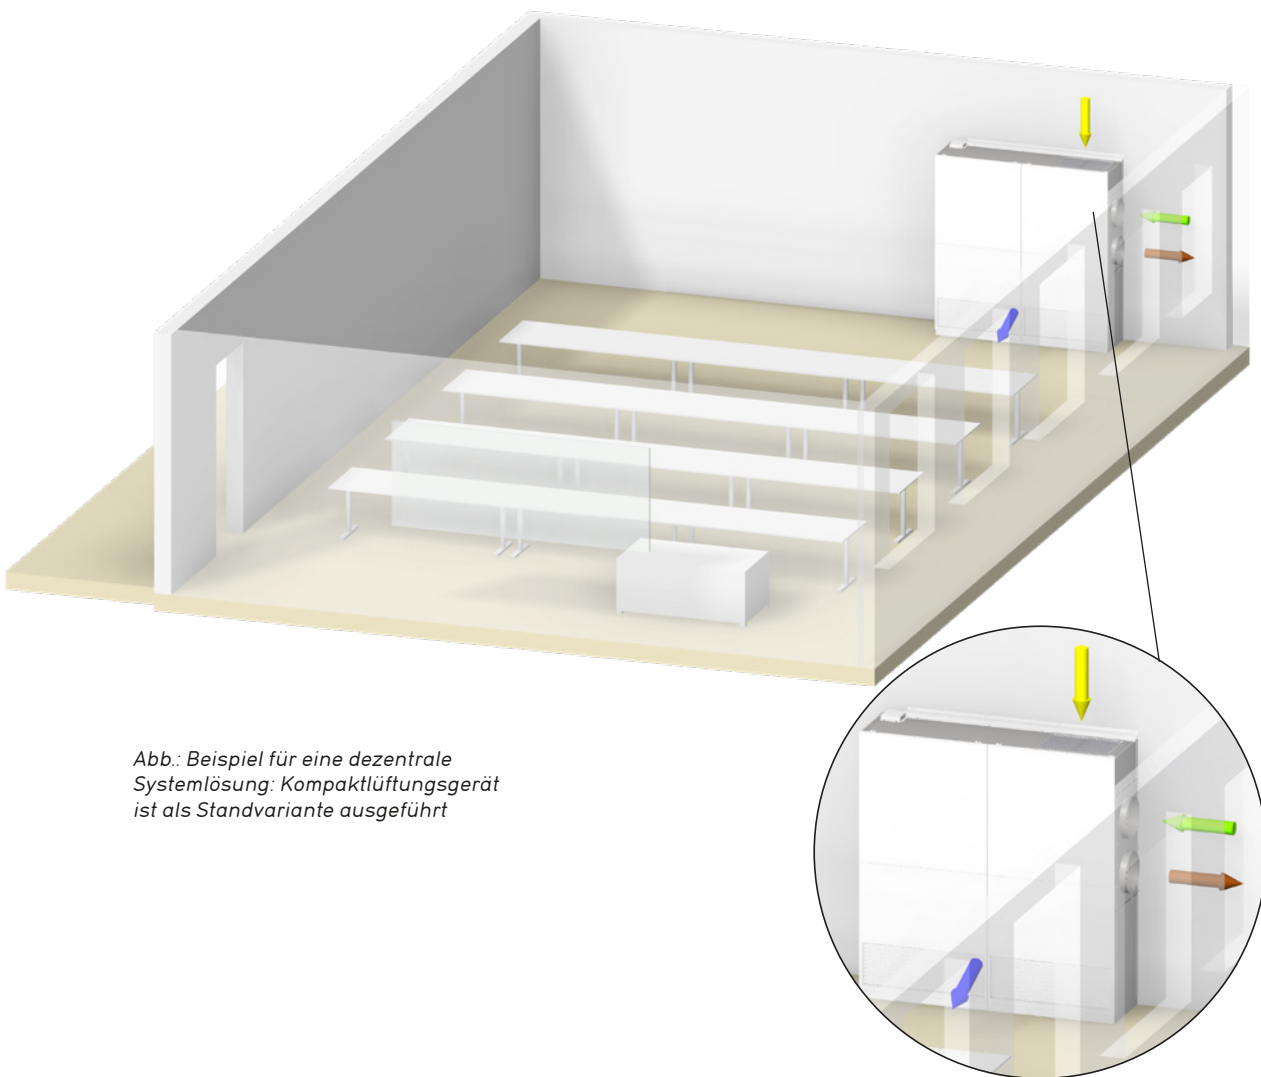 Abb.: Beispiel für eine dezentrale
Systemlösung: Kompaktlüftungsgerät
ist als Standvariante ausgeführt